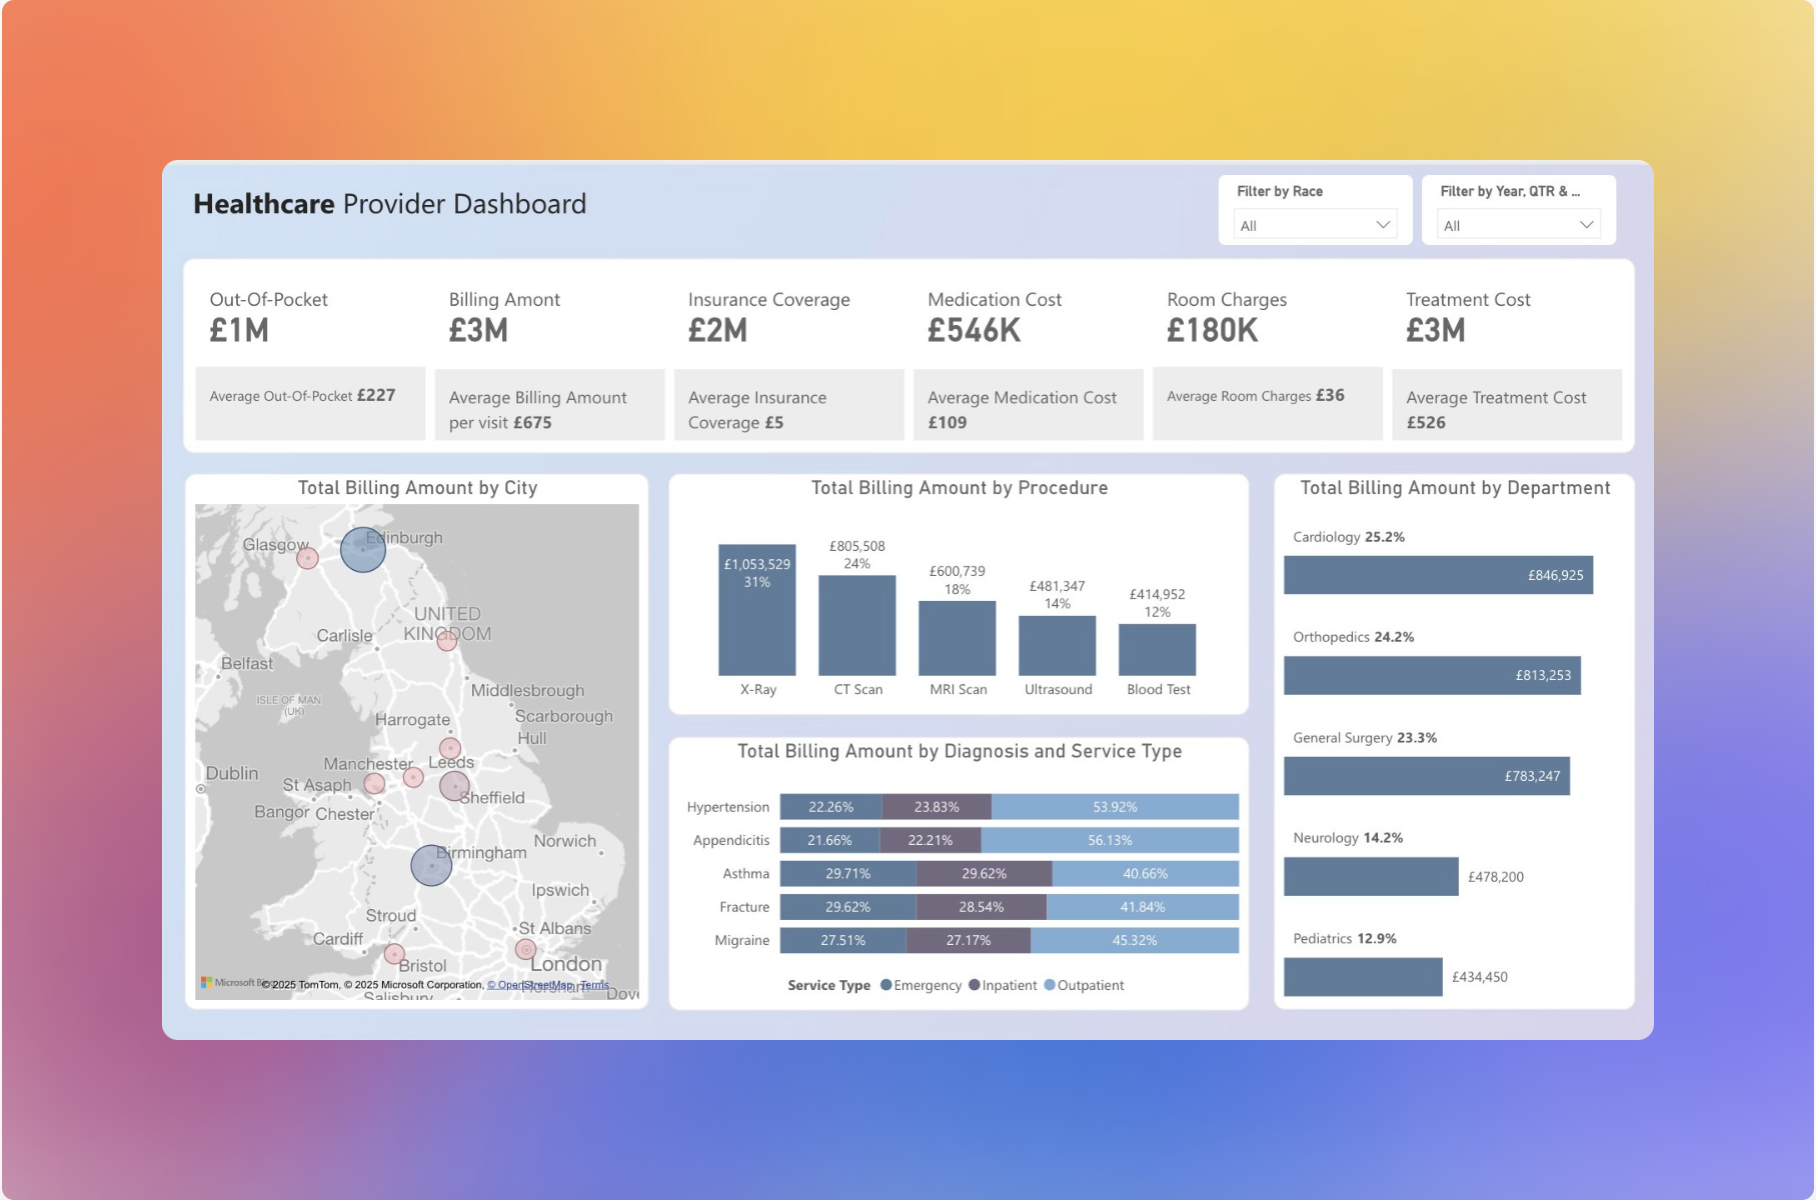 Healthcare Provider Dashboard
Filter by Race
All
Filter by Year, QTR & ...
All
Out-Of-Pocket
£1M
Billing Amont
£3M
Insurance Coverage
£2M
Medication Cost
£546K
Room Charges
£180K
Treatment Cost
£3M
Average Out-Of-Pocket £227
Average Billing Amount
per visit £675
Average Insurance
Coverage £5
Average Medication Cost
£109
Average Room Charges £36
Average Treatment Cost
£526
Total Billing Amount by City
Edinburgh
Glasgow
UNITED
KINGDOM
Carlisle
Belfast
ISLE OF MAN
(UK)
Middlesbrough
Scarborough
Harrogate
Hull
Manchester
Leeds
Dublin
St Asaph
Sheffield
Bangor
Chester
Norwich
Birmingham
Ipswich
Stroud
St Albans
Cardiff
Bristol
London
Microsoft
© 2025 TomTom, © 2025 Microsoft Corporation, © OpenStreetMap Terms
Horsham
Salisbury
Dove
Total Billing Amount by Procedure
£1,053,529
31%
£805,508
24%
£600,739
18%
£481,347
14%
£414,952
12%
X-Ray
CT Scan
MRI Scan
Ultrasound
Blood Test
Total Billing Amount by Diagnosis and Service Type
Hypertension 22.26% 23.83% 53.92%
Appendicitis 21.66% 22.21% 56.13%
Asthma 29.71% 29.62% 40.66%
Fracture 29.62% 28.54% 41.84%
Migraine 27.51% 27.17% 45.32%
Service Type Emergency Inpatient Outpatient
Total Billing Amount by Department
Cardiology 25.2%
£846,925
Orthopedics 24.2%
£813,253
General Surgery 23.3%
£783,247
Neurology 14.2%
£478,200
Pediatrics 12.9%
£434,450